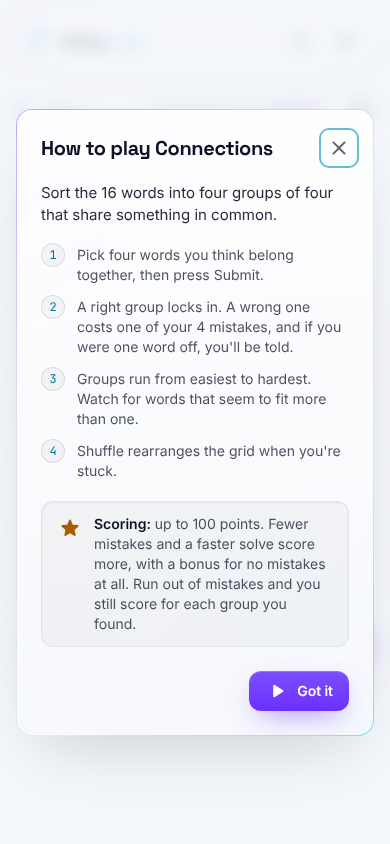 How to play Connections
Sort the 16 words into four groups of four
that share something in common.
1 Pick four words you think belong
together, then press Submit.
2 A right group locks in. A wrong one
costs one of your 4 mistakes, and if you
were one word off, you'll be told.
3 Groups run from easiest to hardest.
Watch for words that seem to fit more
than one.
4 Shuffle rearranges the grid when you're
stuck.
Scoring: up to 100 points. Fewer
mistakes and a faster solve score
more, with a bonus for no mistakes
at all. Run out of mistakes and you
still score for each group you
found.
Got it